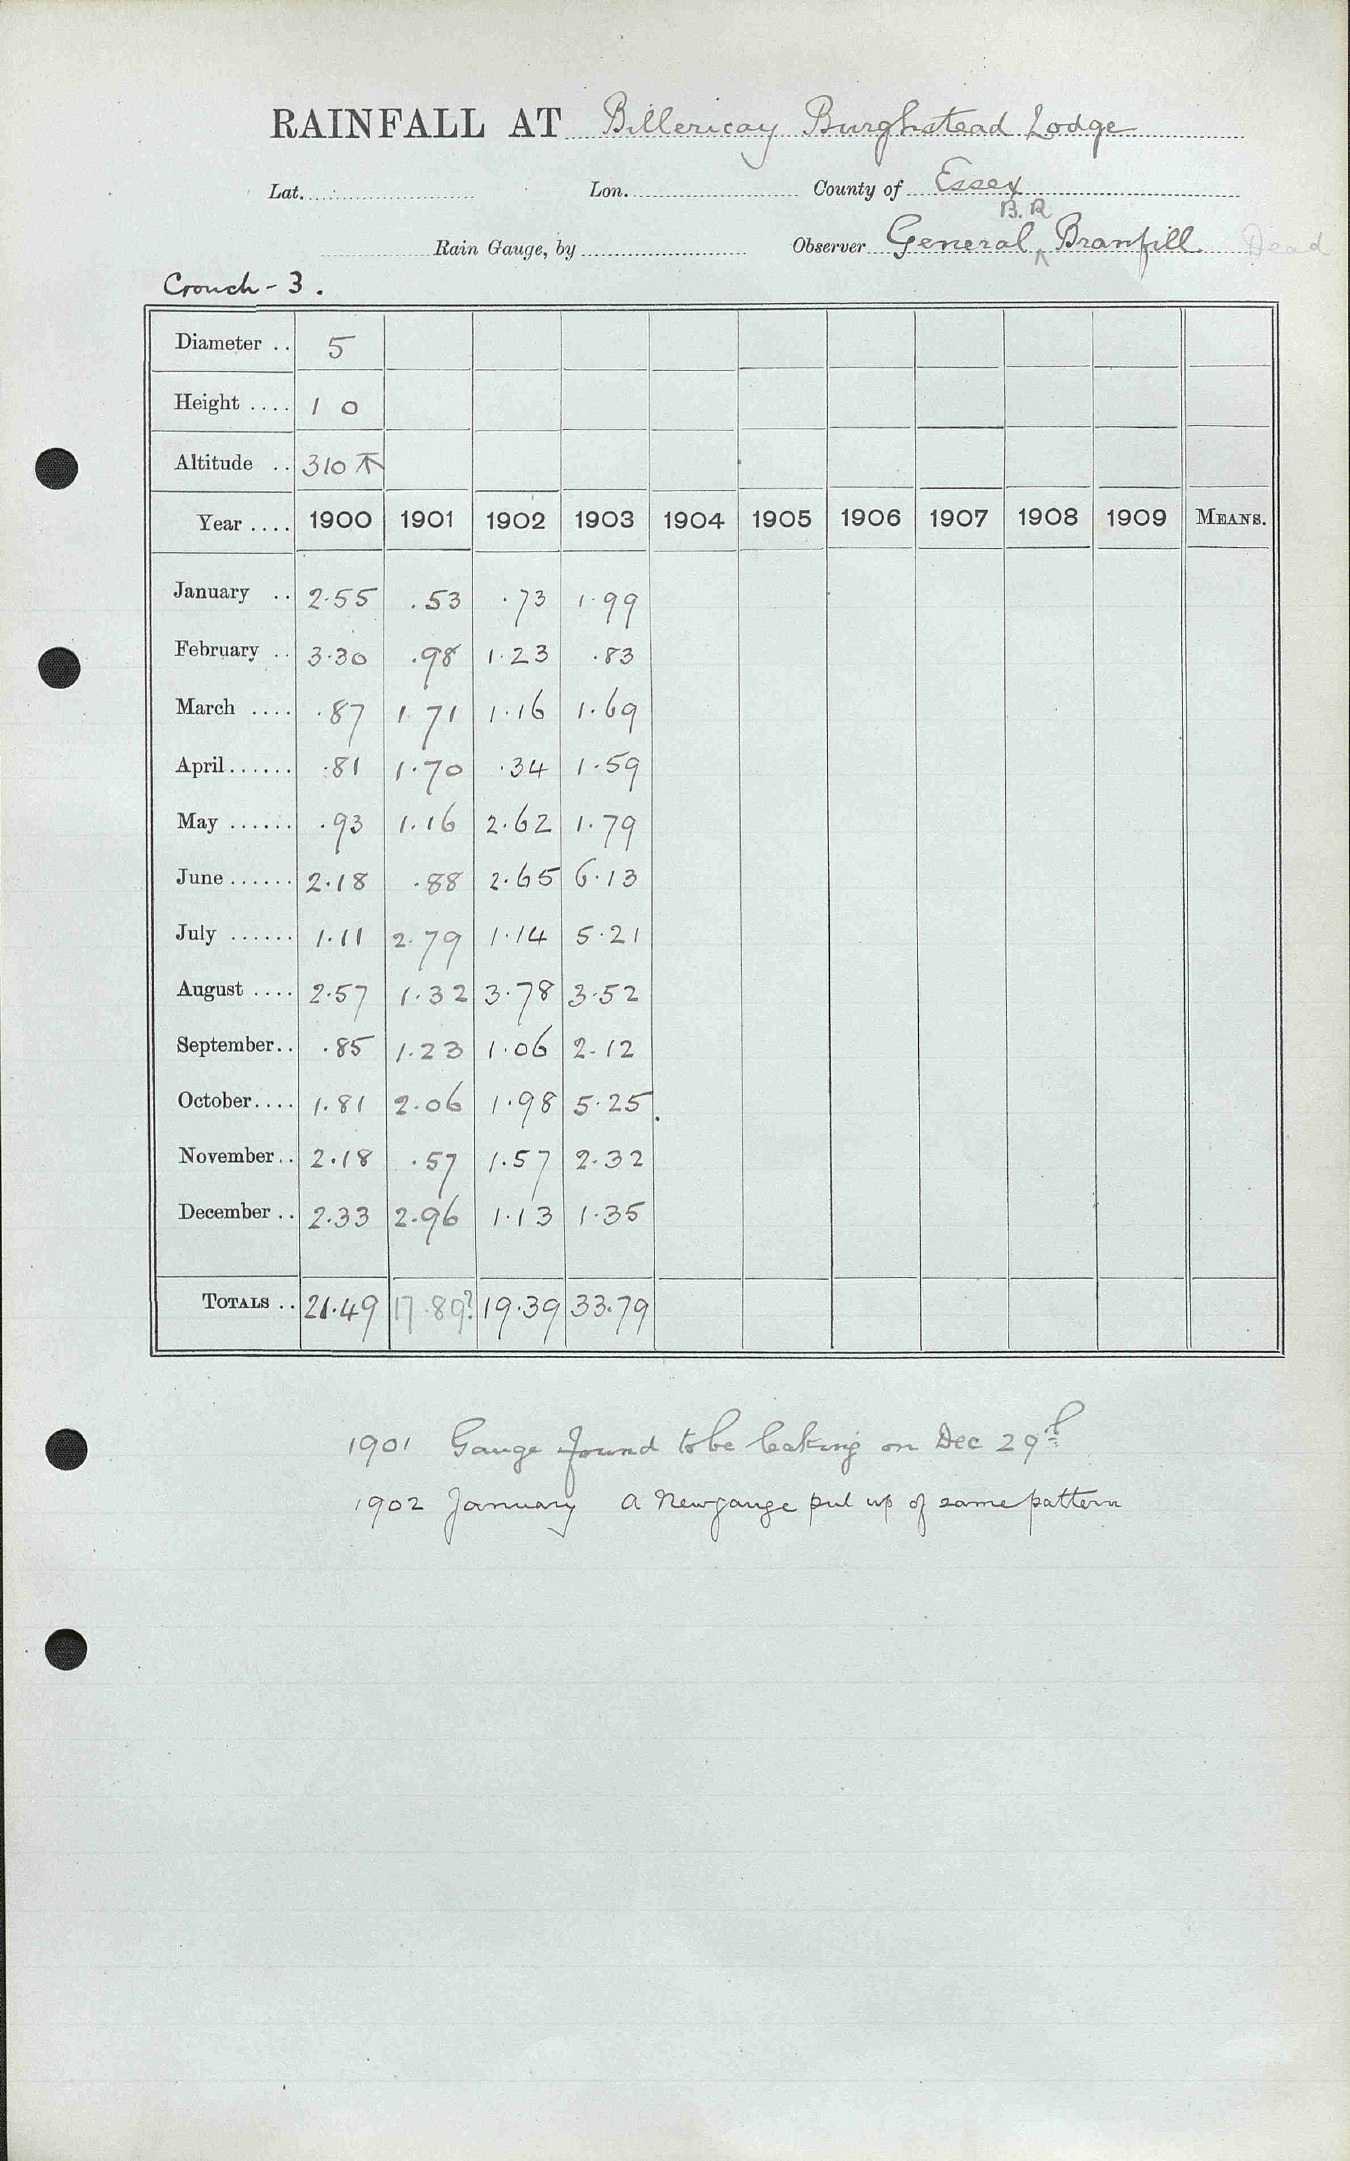 RAINFALL AT Billericay Burghstead Lodge
Lat. Lon. County of Essex
B.R
Rain Gauge, by Observer General ^ Branfill Dead
Crouch - 3.
Diameter .. 5
Height .... 1 0
Altitude .. 310
Year .... 1900 1901 1902 1903 1904 1905 1906 1907 1908 1909 MEANS.
January .. 2.55 .53 .73 1.99
February .. 3.30 .98 1.23 .83
March .... .87 1.71 1.16 1.69
April...... .81 1.70 .34 1.59
May ...... .93 1.16 2.62 1.79
June ...... 2.18 .88 2.65 6.13
July ...... 1.11 2.79 1.14 5.21
August .... 2.57 1.32 3.78 3.52
September.. .85 1.23 1.06 2.12
October.... 1.81 2.06 1.98 5.25
November.. 2.18 .57 1.57 2.32
December .. 2.33 2.96 1.13 1.35
TOTALS .. 21.49 17.89? 19.39 33.79
1901 Gauge found to be leaking on Dec 29th
1902 January A New gauge put up of same pattern